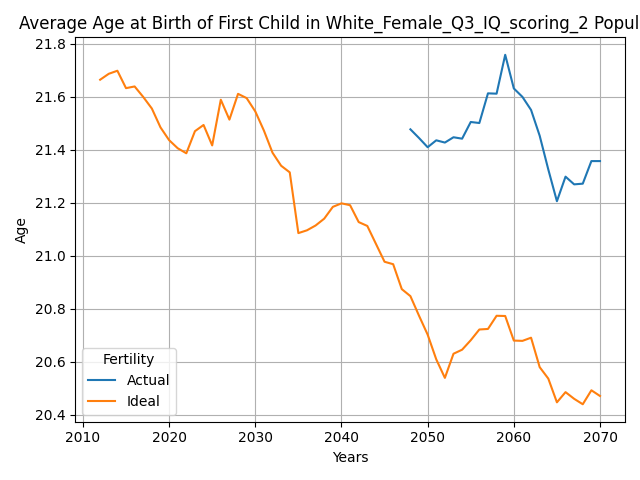 Average Age at Birth of First Child in White_Female_Q3_IQ_scoring_2 Popul
21.8
21.6
21.4
21.2
21.0
20.8
20.6
20.4
Age
Fertility
Actual
Ideal
2010 2020 2030 2040 2050 2060 2070
Years